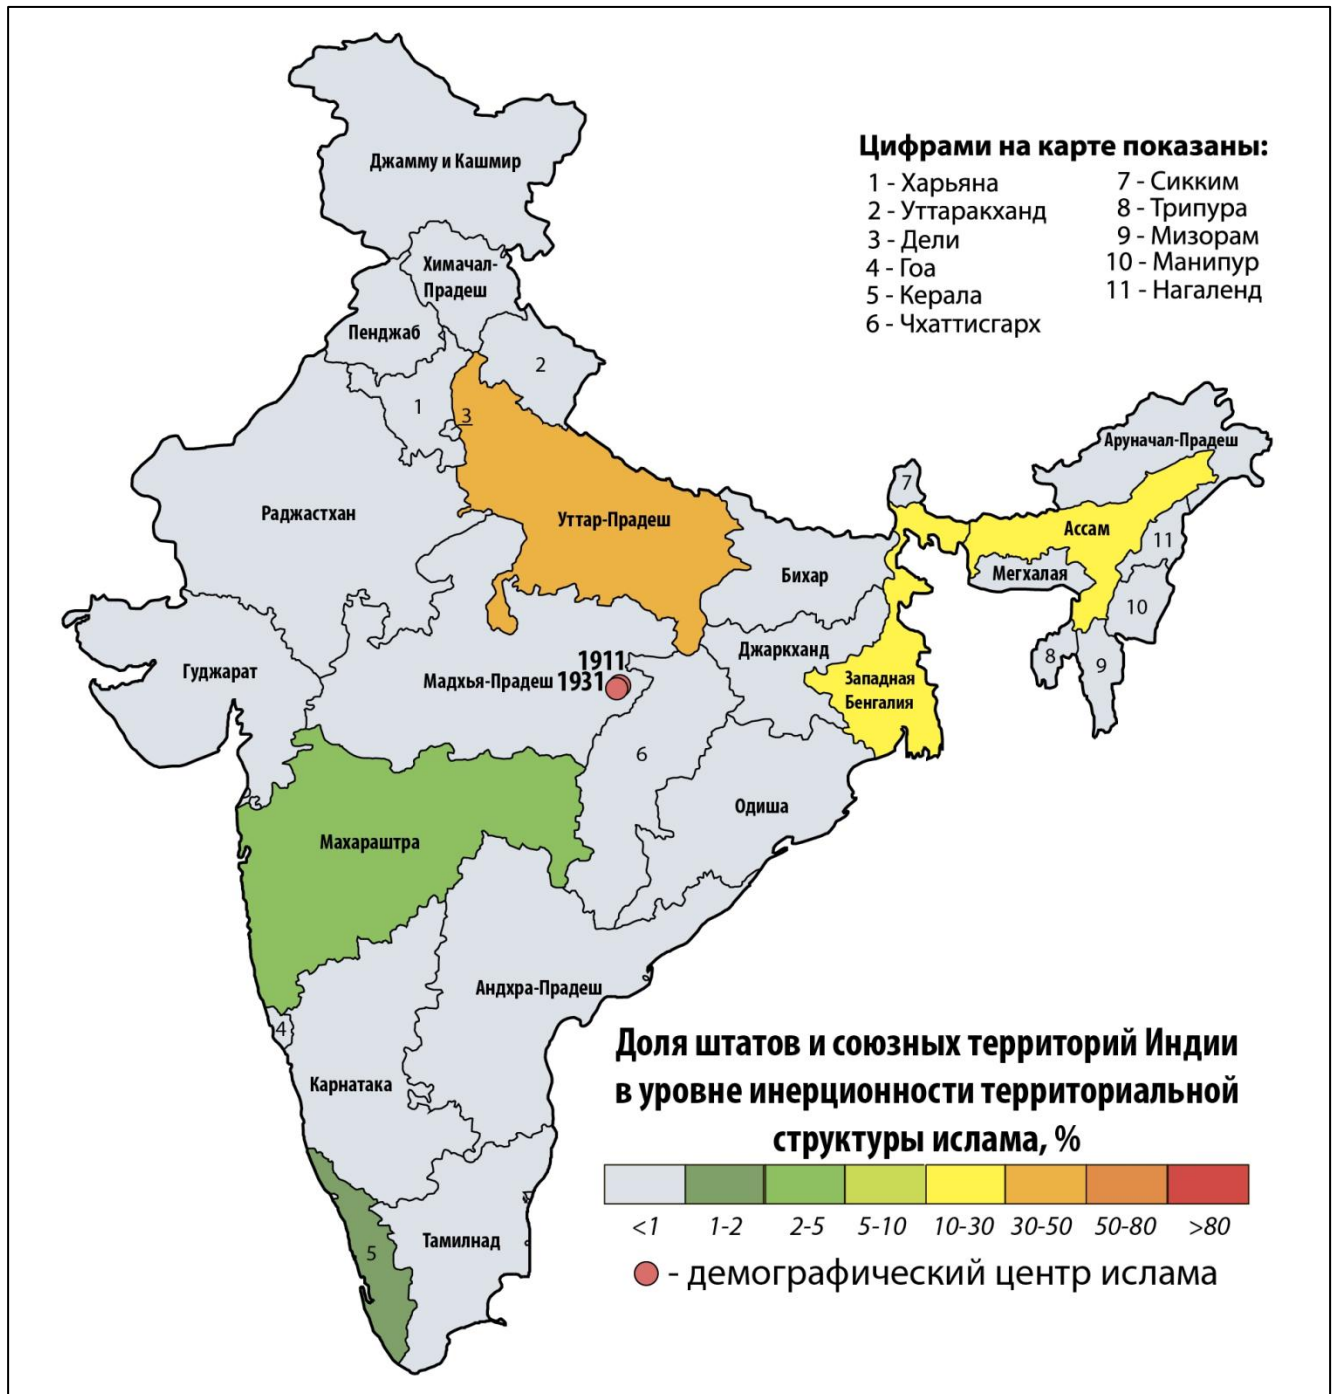 Джамму и Кашмир
Цифрами на карте показаны:
1 - Харьяна
2 - Уттаракханд
3 - Дели
4 - Гоа
5 - Керала
6 - Чхаттисгарх
7 - Сикким
8 - Трипура
9 - Мизорам
10 - Манипур
11 - Нагаленд
Химачал-
Прадеш
Пенджаб
2
1
3
Аруначал-Прадеш
7
Раджастхан
Уттар-Прадеш
Ассам
11
Бихар
Мегхалая
10
Джаркханд
8
9
Гуджарат
1911
Мадхья-Прадеш
1931
Западная
Бенгалия
6
Одиша
Махараштра
Андхра-Прадеш
4
Карнатака
Тамилнад
5
Доля штатов и союзных территорий Индии
в уровне инерционности территориальной
структуры ислама, %
<1 1-2 2-5 5-10 10-30 30-50 50-80 >80
- демографический центр ислама